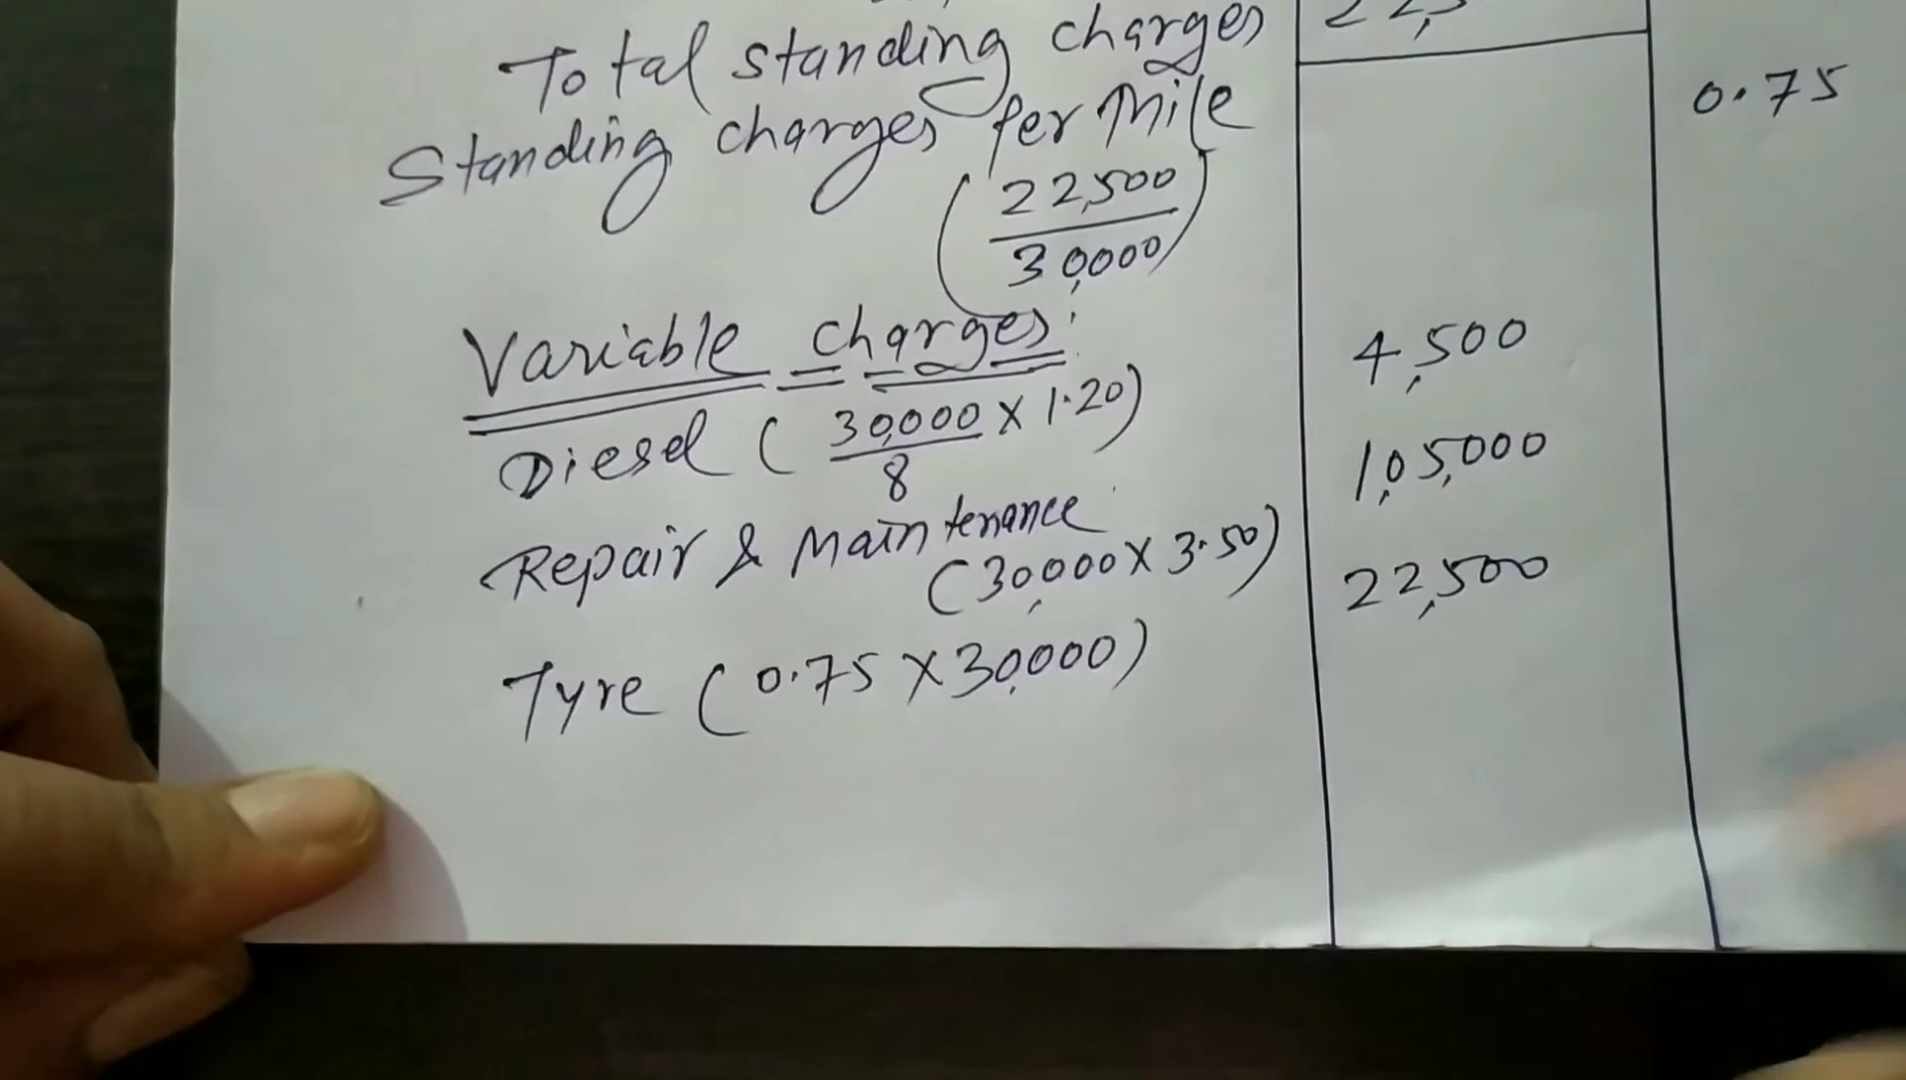 Total standing charges
Standing charges per Mile 0.75
(22,500
30,000)
Variable charges:
Diesel (30,000 X 1.20) 4,500
8
Repair & Maintenance 1,05,000
(30,000 X 3.50) 22,500
Tyre (0.75 X 30,000)